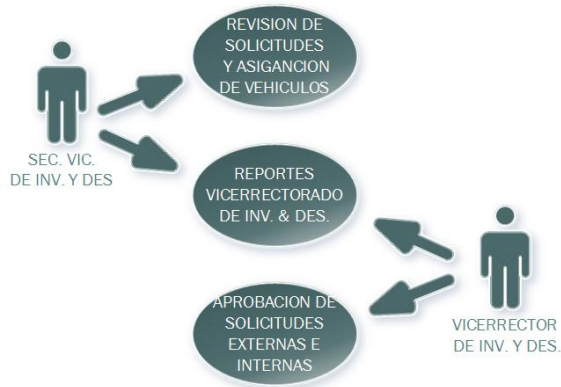 REVISION DE
SOLICITUDES
Y ASIGANCION
DE VEHICULOS
SEC. VIC.
DE INV. Y DES
REPORTES
VICERRECTORADO
DE INV. & DES.
APROBACION DE
SOLICITUDES
EXTERNAS E
INTERNAS
VICERRECTOR
DE INV. Y DES.